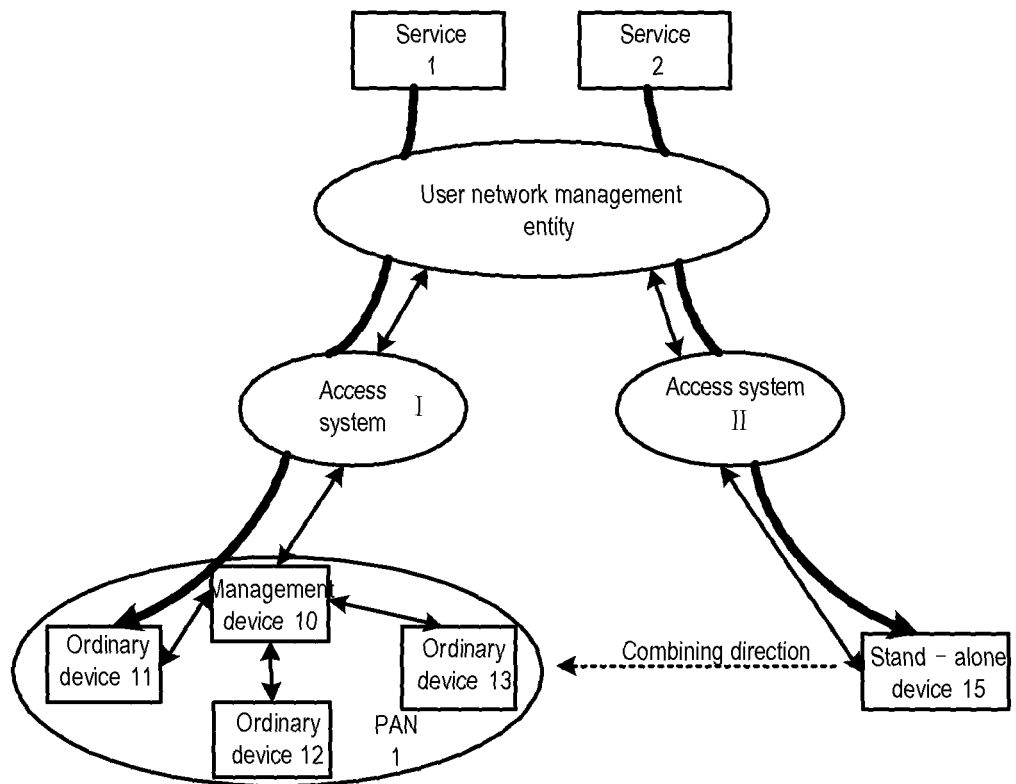 Service
1
Service
2
User network management
entity
Access
system I
Access system
II
Management
device 10
Ordinary
device 11
Ordinary
device 13
Ordinary
device 12
PAN
1
Combining direction
Stand – alone
device 15